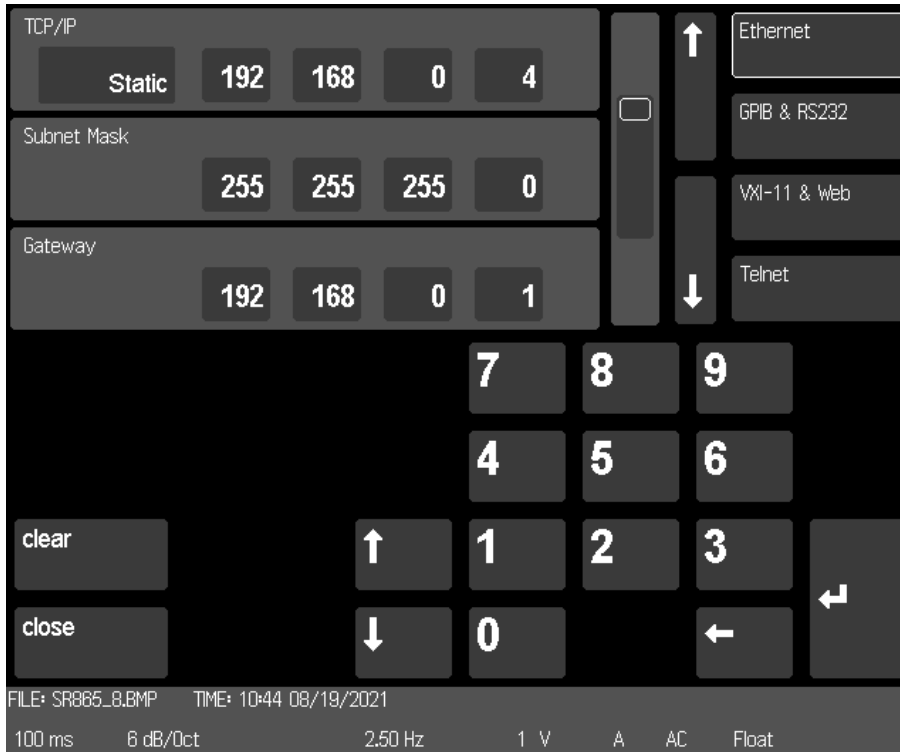 TCP/IP
Static 192 168 0 4
Subnet Mask
255 255 255 0
Gateway
192 168 0 1
Ethernet
GPIB & RS232
VXI-11 & Web
Telnet
7 8 9
4 5 6
clear ↑ 1 2 3 ↵
close ↓ 0 ←
FILE: SR865_8.BMP TIME: 10:44 08/19/2021
100 ms 6 dB/Oct 2.50 Hz 1 V A AC Float